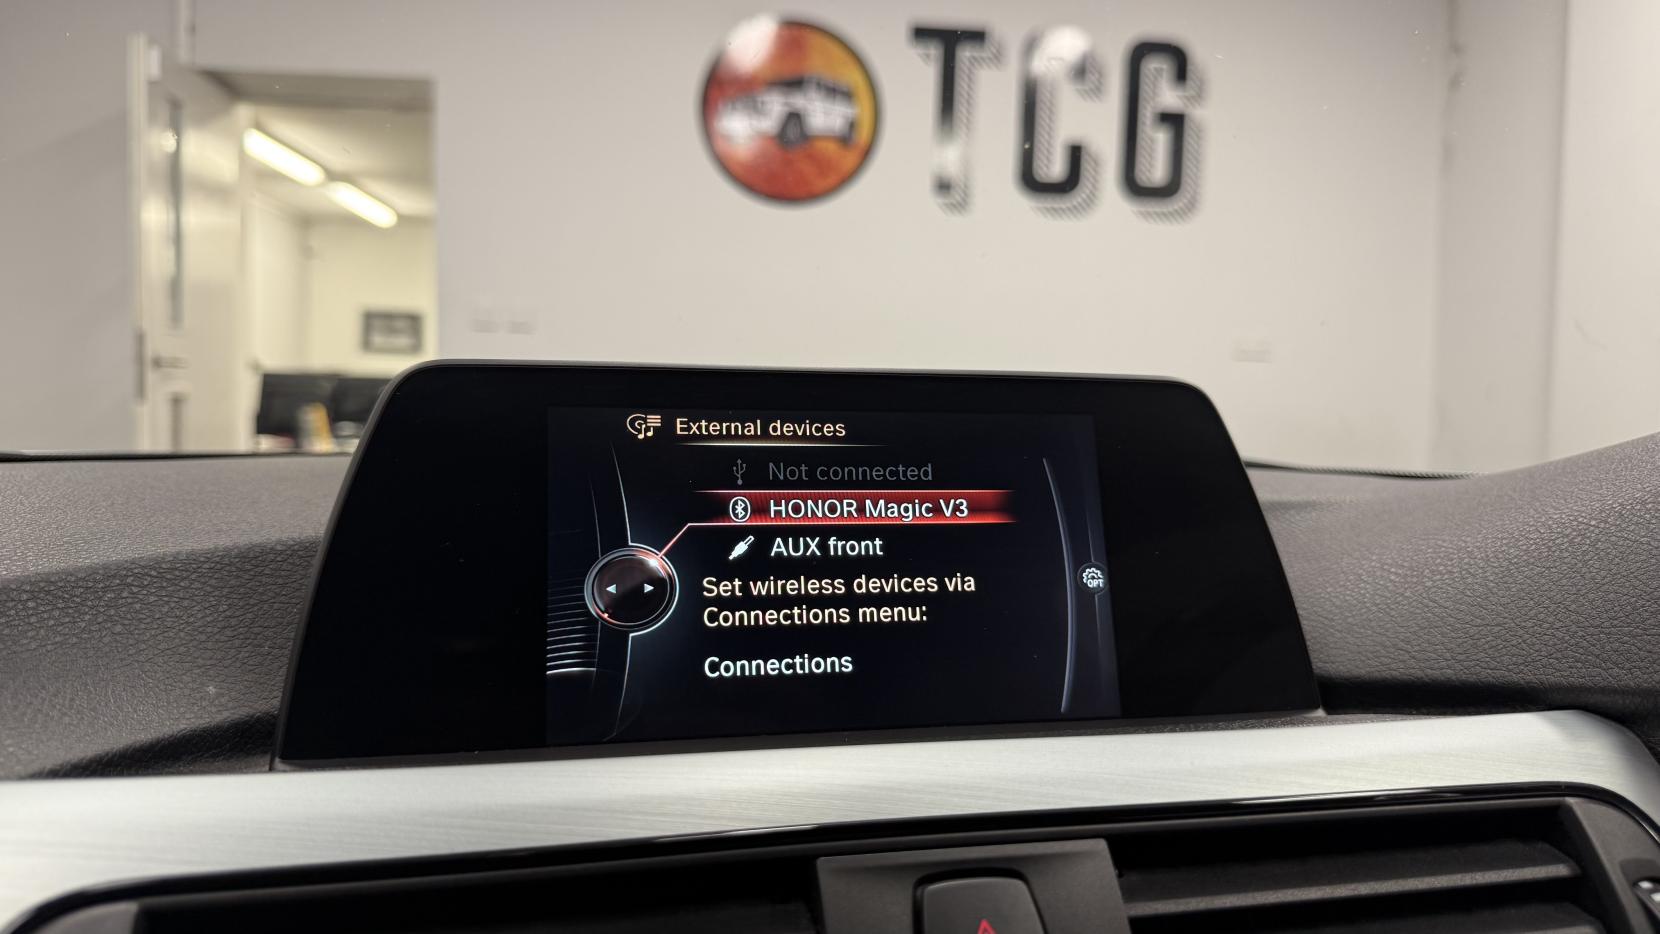 TCG
External devices
Not connected
HONOR Magic V3
AUX front
Set wireless devices via
Connections menu:
Connections
OPT